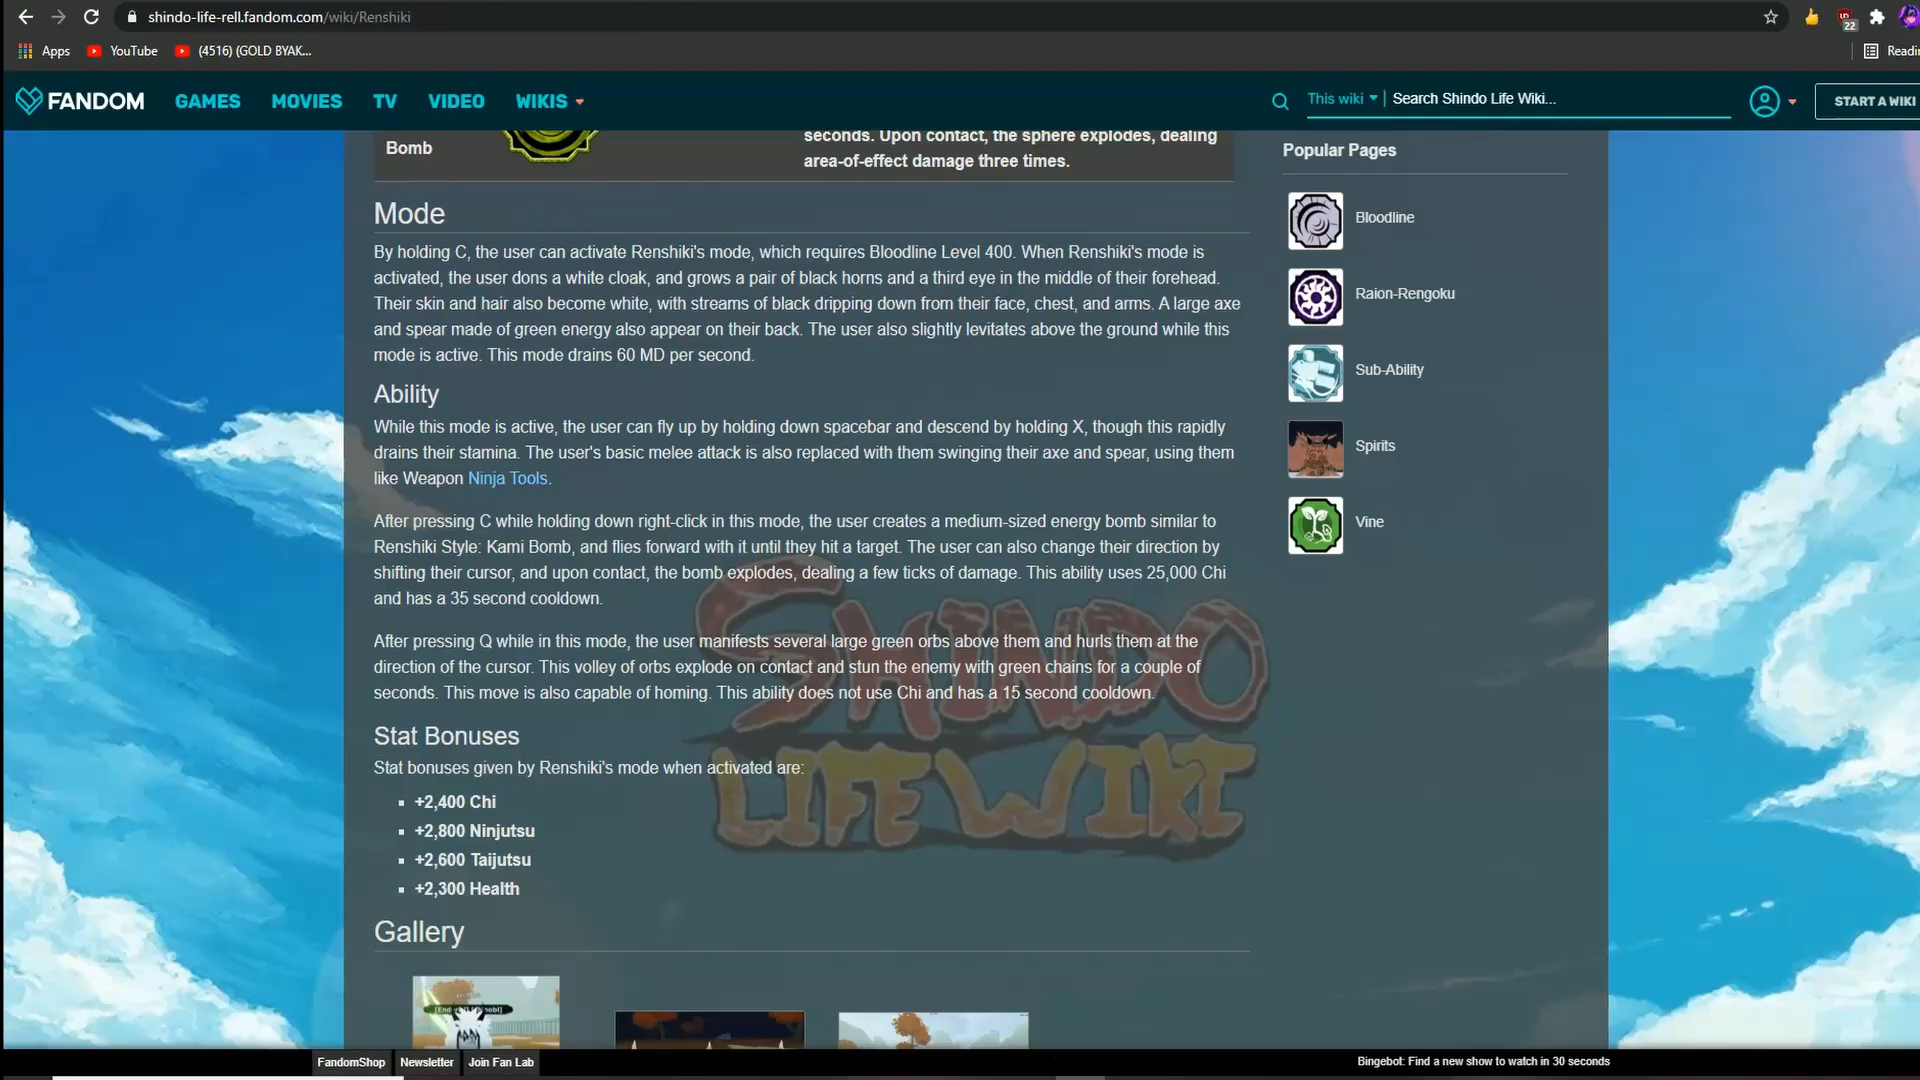 shindo-life-rell.fandom.com/wiki/Renshiki
22
Apps YouTube (4516) (GOLD BYAK...
FANDOM GAMES MOVIES TV VIDEO WIKIS This wiki Search Shindo Life Wiki... START A WIKI
seconds. Upon contact, the sphere explodes, dealing
Bomb
area-of-effect damage three times.
Mode
By holding C, the user can activate Renshiki's mode, which requires Bloodline Level 400. When Renshiki's mode is
activated, the user dons a white cloak, and grows a pair of black horns and a third eye in the middle of their forehead.
Their skin and hair also become white, with streams of black dripping down from their face, chest, and arms. A large axe
and spear made of green energy also appear on their back. The user also slightly levitates above the ground while this
mode is active. This mode drains 60 MD per second.
Ability
While this mode is active, the user can fly up by holding down spacebar and descend by holding X, though this rapidly
drains their stamina. The user's basic melee attack is also replaced with them swinging their axe and spear, using them
like Weapon Ninja Tools.
After pressing C while holding down right-click in this mode, the user creates a medium-sized energy bomb similar to
Renshiki Style: Kami Bomb, and flies forward with it until they hit a target. The user can also change their direction by
shifting their cursor, and upon contact, the bomb explodes, dealing a few ticks of damage. This ability uses 25,000 Chi
and has a 35 second cooldown.
After pressing Q while in this mode, the user manifests several large green orbs above them and hurls them at the
direction of the cursor. This volley of orbs explode on contact and stun the enemy with green chains for a couple of
seconds. This move is also capable of homing. This ability does not use Chi and has a 15 second cooldown.
Stat Bonuses
Stat bonuses given by Renshiki's mode when activated are:
+2,400 Chi
+2,800 Ninjutsu
+2,600 Taijutsu
+2,300 Health
Gallery
Popular Pages
Bloodline
Raion-Rengoku
Sub-Ability
Spirits
Vine
SHINDO
LIFE WIKI
FandomShop Newsletter Join Fan Lab Bingebot: Find a new show to watch in 30 seconds